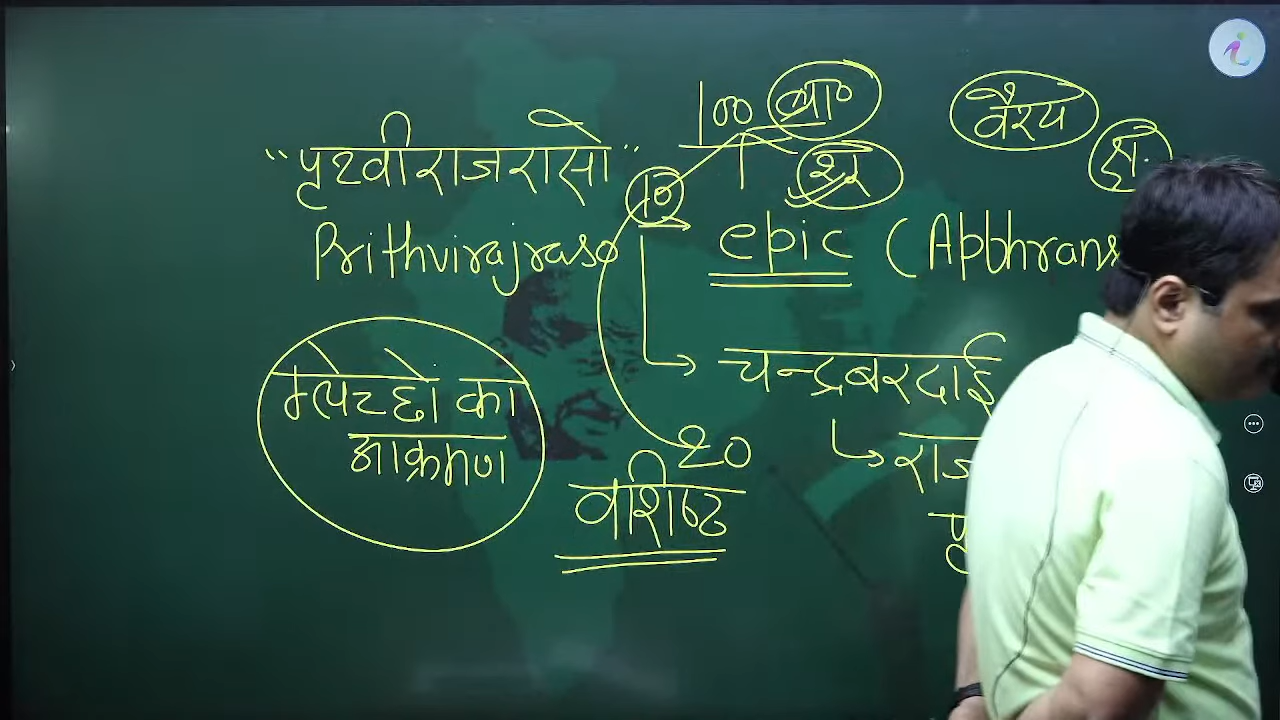 100 ब्रा०
वैश्य
क्ष.
"पृथ्वीराजरासो"
10
शूद्र
Prithvirajraso
epic (Apbhrans
चन्द्रबरदाई
म्लेच्छों का
आक्रमण
राज
20
वशिष्ठ
पृ